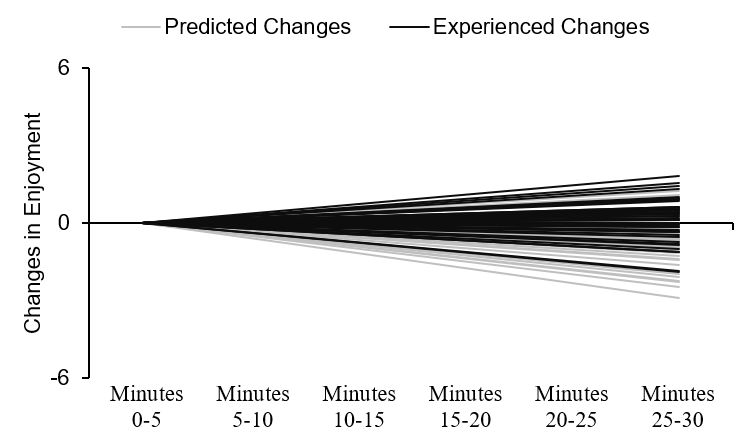 Predicted Changes Experienced Changes
6
Changes in Enjoyment
0
-6
Minutes Minutes Minutes Minutes Minutes Minutes
0-5 5-10 10-15 15-20 20-25 25-30